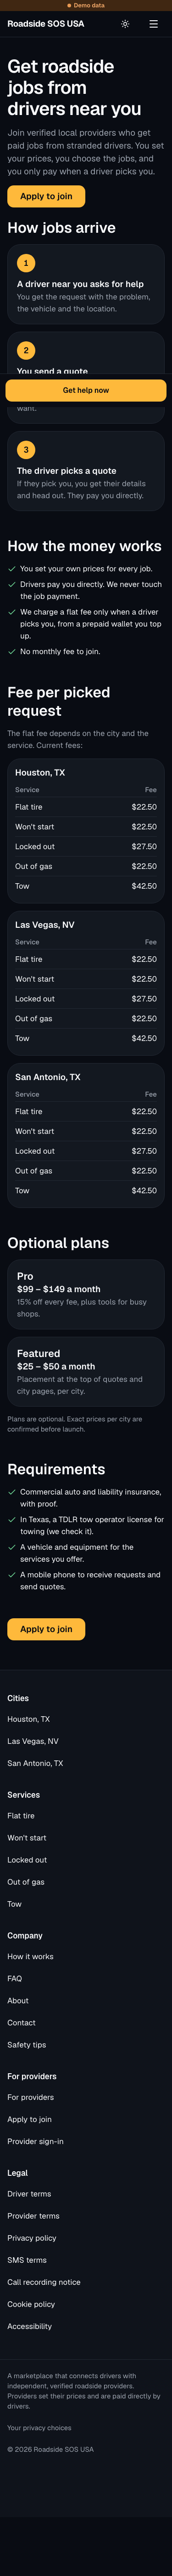 Demo data
Roadside SOS USA
Get roadside
jobs from
drivers near you
Join verified local providers who get
paid jobs from stranded drivers. You set
your prices, you choose the jobs, and
you only pay when a driver picks you.
Apply to join
How jobs arrive
1
A driver near you asks for help
You get the request with the problem,
the vehicle and the location.
2
You send a quote
Get help now
want.
3
The driver picks a quote
If they pick you, you get their details
and head out. They pay you directly.
How the money works
You set your own prices for every job.
Drivers pay you directly. We never touch
the job payment.
We charge a flat fee only when a driver
picks you, from a prepaid wallet you top
up.
No monthly fee to join.
Fee per picked
request
The flat fee depends on the city and the
service. Current fees:
Houston, TX
Service Fee
Flat tire $22.50
Won't start $22.50
Locked out $27.50
Out of gas $22.50
Tow $42.50
Las Vegas, NV
Service Fee
Flat tire $22.50
Won't start $22.50
Locked out $27.50
Out of gas $22.50
Tow $42.50
San Antonio, TX
Service Fee
Flat tire $22.50
Won't start $22.50
Locked out $27.50
Out of gas $22.50
Tow $42.50
Optional plans
Pro
$99 – $149 a month
15% off every fee, plus tools for busy
shops.
Featured
$25 – $50 a month
Placement at the top of quotes and
city pages, per city.
Plans are optional. Exact prices per city are
confirmed before launch.
Requirements
Commercial auto and liability insurance,
with proof.
In Texas, a TDLR tow operator license for
towing (we check it).
A vehicle and equipment for the
services you offer.
A mobile phone to receive requests and
send quotes.
Apply to join
Cities
Houston, TX
Las Vegas, NV
San Antonio, TX
Services
Flat tire
Won't start
Locked out
Out of gas
Tow
Company
How it works
FAQ
About
Contact
Safety tips
For providers
For providers
Apply to join
Provider sign-in
Legal
Driver terms
Provider terms
Privacy policy
SMS terms
Call recording notice
Cookie policy
Accessibility
A marketplace that connects drivers with
independent, verified roadside providers.
Providers set their prices and are paid directly by
drivers.
Your privacy choices
© 2026 Roadside SOS USA